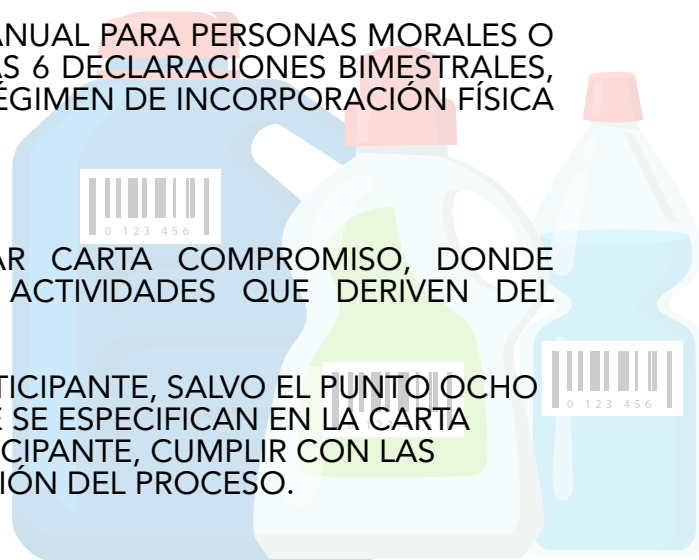 ANUAL PARA PERSONAS MORALES O
AS 6 DECLARACIONES BIMESTRALES,
ÉGIMEN DE INCORPORACIÓN FÍSICA
0 123 456
AR CARTA COMPROMISO, DONDE
ACTIVIDADES QUE DERIVEN DEL
TICIPANTE, SALVO EL PUNTO OCHO
0 123 456
E SE ESPECIFICAN EN LA CARTA
CIPANTE, CUMPLIR CON LAS
IÓN DEL PROCESO.